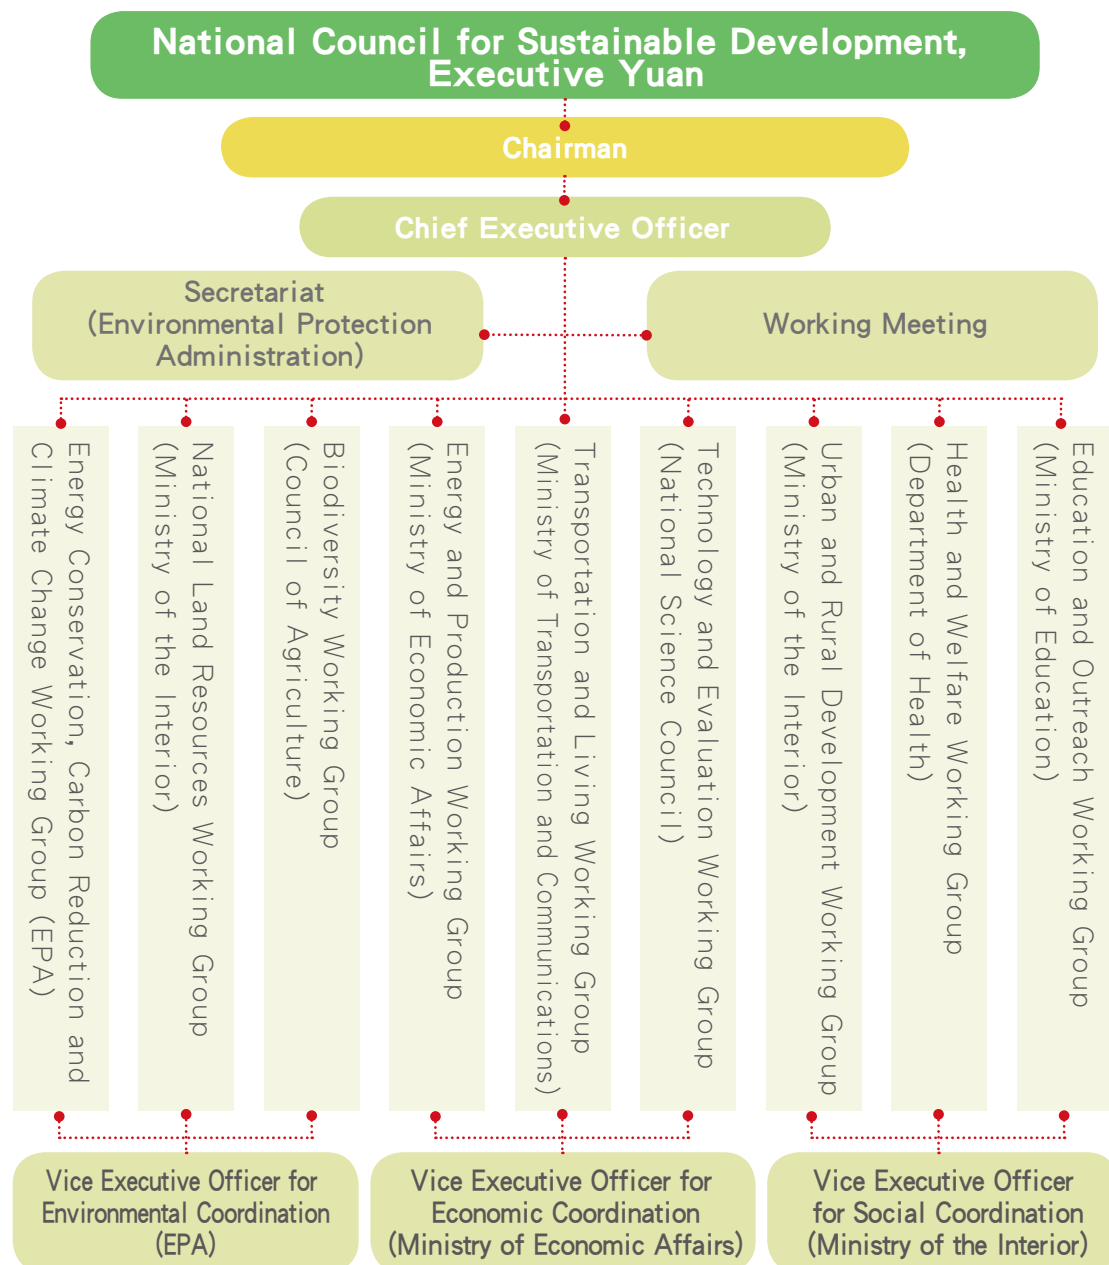 National Council for Sustainable Development,
Executive Yuan
Chairman
Chief Executive Officer
Secretariat
(Environmental Protection
Administration)
Working Meeting
Energy Conservation, Carbon Reduction and
Climate Change Working Group (EPA)
National Land Resources Working Group
(Ministry of the Interior)
Biodiversity Working Group
(Council of Agriculture)
Energy and Production Working Group
(Ministry of Economic Affairs)
Transportation and Living Working Group
(Ministry of Transportation and Communications)
Technology and Evaluation Working Group
(National Science Council)
Urban and Rural Development Working Group
(Ministry of the Interior)
Health and Welfare Working Group
(Department of Health)
Education and Outreach Working Group
(Ministry of Education)
Vice Executive Officer for
Environmental Coordination
(EPA)
Vice Executive Officer for
Economic Coordination
(Ministry of Economic Affairs)
Vice Executive Officer
for Social Coordination
(Ministry of the Interior)